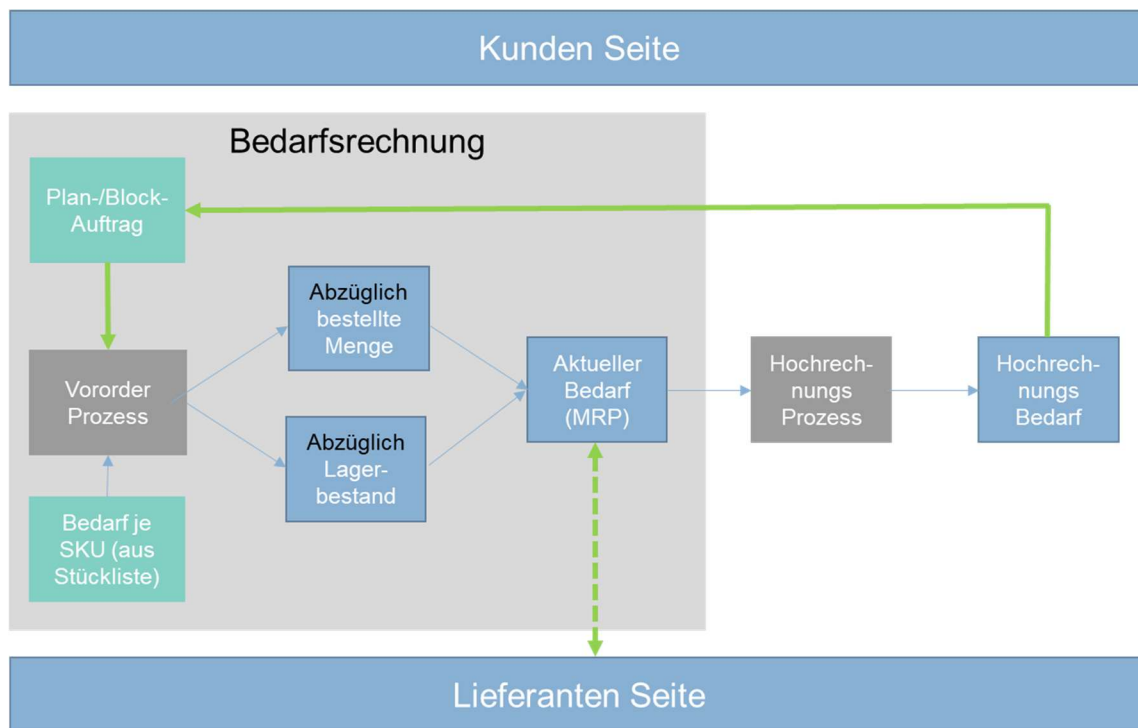 Kunden Seite
Bedarfsrechnung
Plan-/Block-
Auftrag
Abzüglich
bestellte
Menge
Vororder
Prozess
Aktueller
Bedarf
(MRP)
Hochrech-
nungs
Prozess
Hochrech-
nungs
Bedarf
Abzüglich
Lager-
bestand
Bedarf je
SKU (aus
Stückliste)
Lieferanten Seite